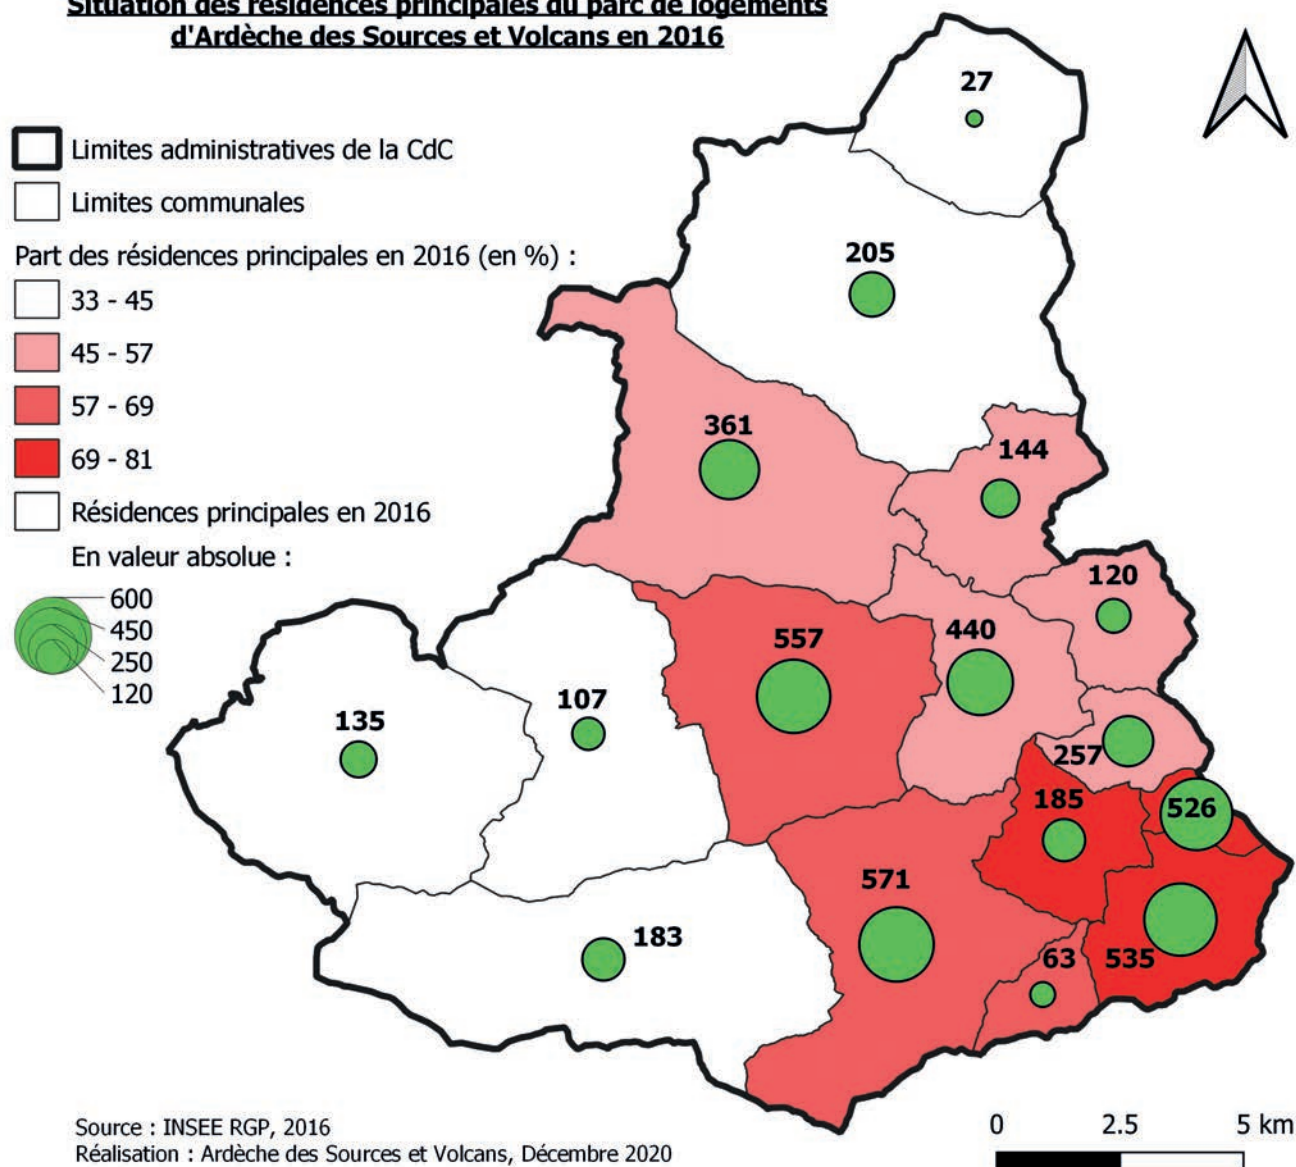 Situation des résidences principales du parc de logements
d'Ardèche des Sources et Volcans en 2016
Limites administratives de la CdC
Limites communales
Part des résidences principales en 2016 (en %) :
33 - 45
45 - 57
57 - 69
69 - 81
Résidences principales en 2016
En valeur absolue :
600
450
250
120
27
205
361
144
120
557
440
107
135
257
185
526
571
183
63
535
Source : INSEE RGP, 2016
Réalisation : Ardèche des Sources et Volcans, Décembre 2020
0 2.5 5 km